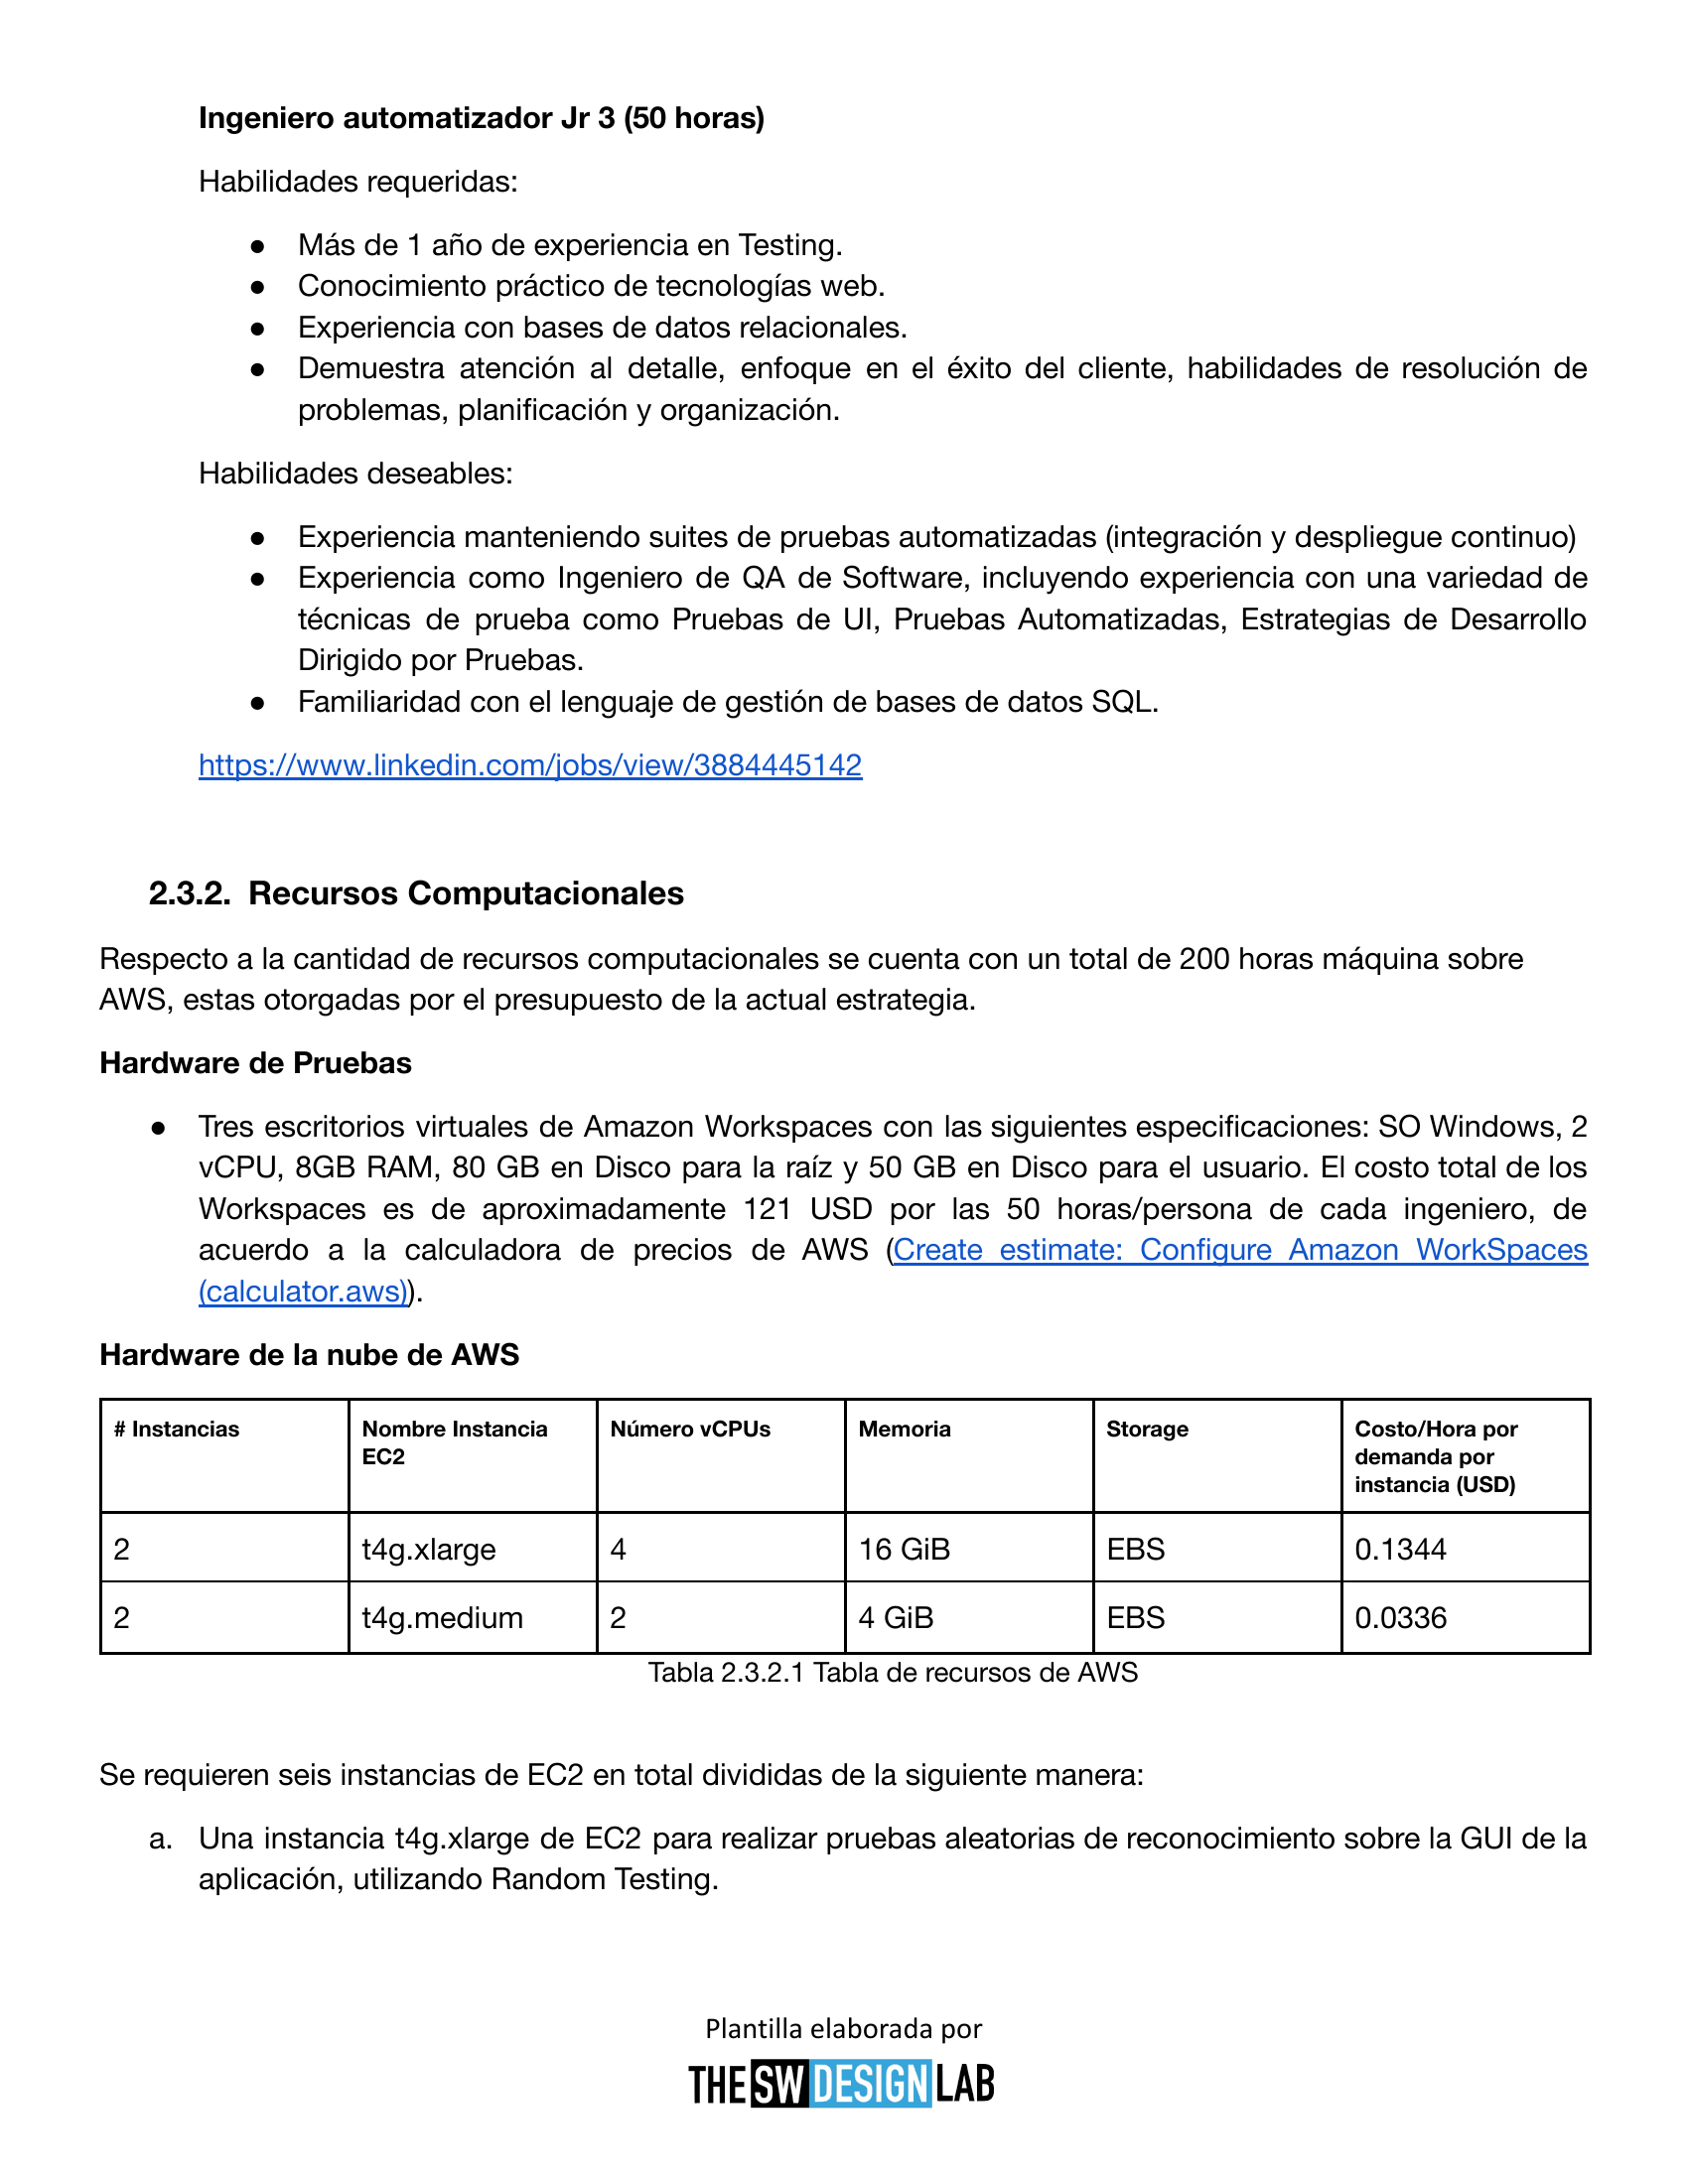 Ingeniero automatizador Jr 3 (50 horas)
Habilidades requeridas:
● Más de 1 año de experiencia en Testing.
● Conocimiento práctico de tecnologías web.
● Experiencia con bases de datos relacionales.
● Demuestra atención al detalle, enfoque en el éxito del cliente, habilidades de resolución de
problemas, planificación y organización.
Habilidades deseables:
● Experiencia manteniendo suites de pruebas automatizadas (integración y despliegue continuo)
● Experiencia como Ingeniero de QA de Software, incluyendo experiencia con una variedad de
técnicas de prueba como Pruebas de UI, Pruebas Automatizadas, Estrategias de Desarrollo
Dirigido por Pruebas.
● Familiaridad con el lenguaje de gestión de bases de datos SQL.
https://www.linkedin.com/jobs/view/3884445142
2.3.2. Recursos Computacionales
Respecto a la cantidad de recursos computacionales se cuenta con un total de 200 horas máquina sobre
AWS, estas otorgadas por el presupuesto de la actual estrategia.
Hardware de Pruebas
● Tres escritorios virtuales de Amazon Workspaces con las siguientes especificaciones: SO Windows, 2
vCPU, 8GB RAM, 80 GB en Disco para la raíz y 50 GB en Disco para el usuario. El costo total de los
Workspaces es de aproximadamente 121 USD por las 50 horas/persona de cada ingeniero, de
acuerdo a la calculadora de precios de AWS (Create estimate: Configure Amazon WorkSpaces
(calculator.aws)).
Hardware de la nube de AWS
# Instancias Nombre Instancia EC2 Número vCPUs Memoria Storage Costo/Hora por demanda por instancia (USD)
2 t4g.xlarge 4 16 GiB EBS 0.1344
2 t4g.medium 2 4 GiB EBS 0.0336
Tabla 2.3.2.1 Tabla de recursos de AWS
Se requieren seis instancias de EC2 en total divididas de la siguiente manera:
a. Una instancia t4g.xlarge de EC2 para realizar pruebas aleatorias de reconocimiento sobre la GUI de la
aplicación, utilizando Random Testing.
Plantilla elaborada por
THE SW DESIGN LAB